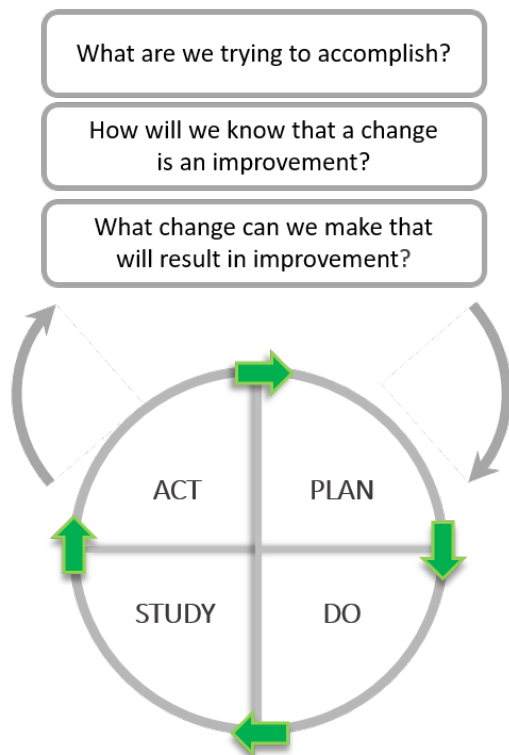 What are we trying to accomplish?
How will we know that a change
is an improvement?
What change can we make that
will result in improvement?
ACT
PLAN
STUDY
DO